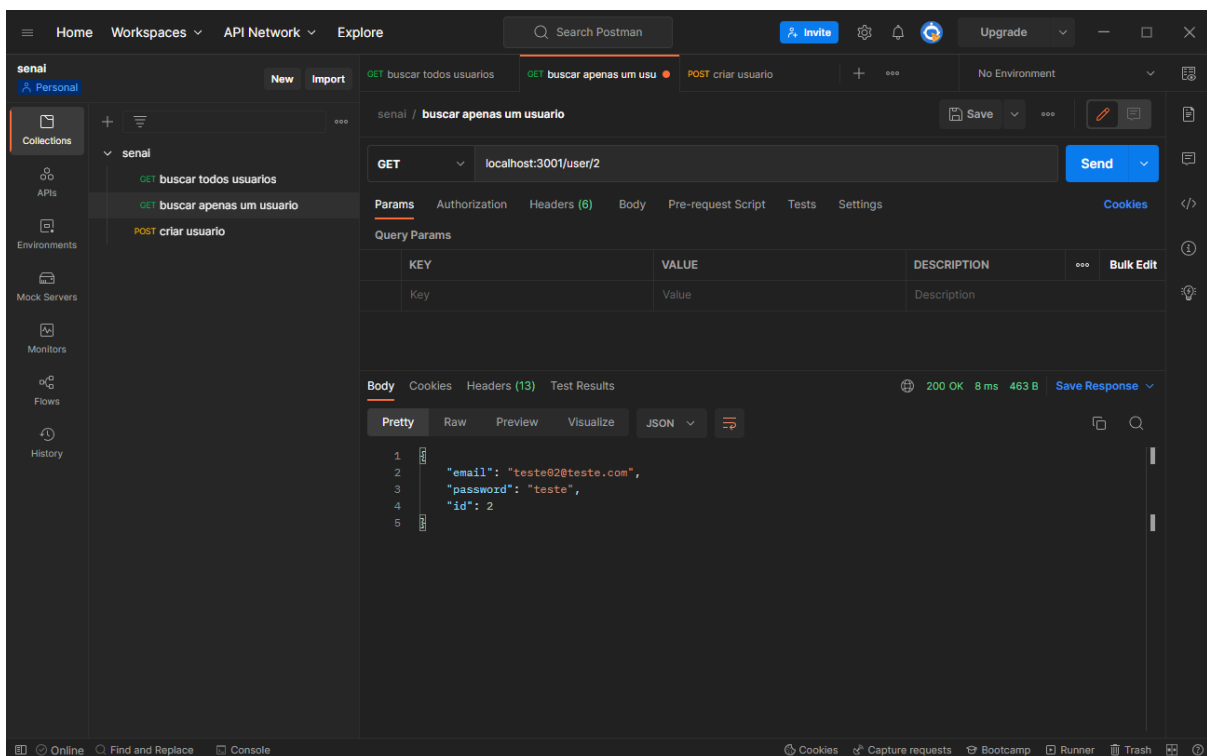 Home Workspaces API Network Explore Search Postman Invite Upgrade
senai
Personal
New Import
GET buscar todos usuarios GET buscar apenas um usu POST criar usuario No Environment
senai / buscar apenas um usuario Save
Collections
APIs
Environments
Mock Servers
Monitors
Flows
History
senai
GET buscar todos usuarios
GET buscar apenas um usuario
POST criar usuario
GET localhost:3001/user/2 Send
Params Authorization Headers (6) Body Pre-request Script Tests Settings Cookies
Query Params
KEY VALUE DESCRIPTION Bulk Edit
Key Value Description
Body Cookies Headers (13) Test Results 200 OK 8 ms 463 B Save Response
Pretty Raw Preview Visualize JSON
1 {
2 "email": "teste02@teste.com",
3 "password": "teste",
4 "id": 2
5 }
Online Find and Replace Console Cookies Capture requests Bootcamp Runner Trash